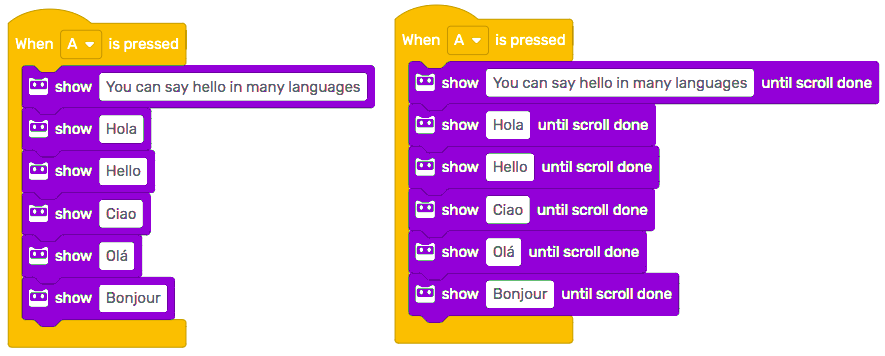 When A is pressed
show You can say hello in many languages
show Hola
show Hello
show Ciao
show Olá
show Bonjour
When A is pressed
show You can say hello in many languages until scroll done
show Hola until scroll done
show Hello until scroll done
show Ciao until scroll done
show Olá until scroll done
show Bonjour until scroll done